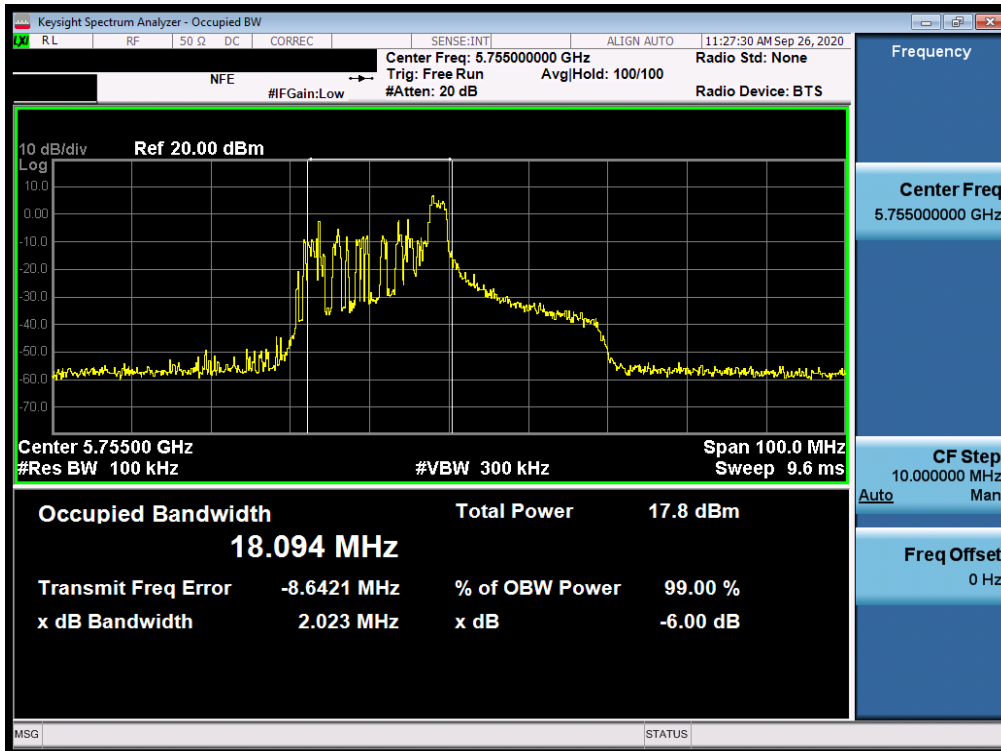 Keysight Spectrum Analyzer - Occupied BW
LXI RL RF 50 Ω DC CORREC SENSE:INT ALIGN AUTO 11:27:30 AM Sep 26, 2020
Center Freq: 5.755000000 GHz Radio Std: None
NFE Trig: Free Run Avg|Hold: 100/100
#IFGain:Low #Atten: 20 dB Radio Device: BTS
10 dB/div Ref 20.00 dBm
Log
10.0
0.00
-10.0
-20.0
-30.0
-40.0
-50.0
-60.0
-70.0
Center 5.75500 GHz Span 100.0 MHz
#Res BW 100 kHz #VBW 300 kHz Sweep 9.6 ms
Occupied Bandwidth Total Power 17.8 dBm
18.094 MHz
Transmit Freq Error -8.6421 MHz % of OBW Power 99.00 %
x dB Bandwidth 2.023 MHz x dB -6.00 dB
MSG STATUS
Frequency
Center Freq
5.755000000 GHz
CF Step
10.000000 MHz
Auto Man
Freq Offset
0 Hz